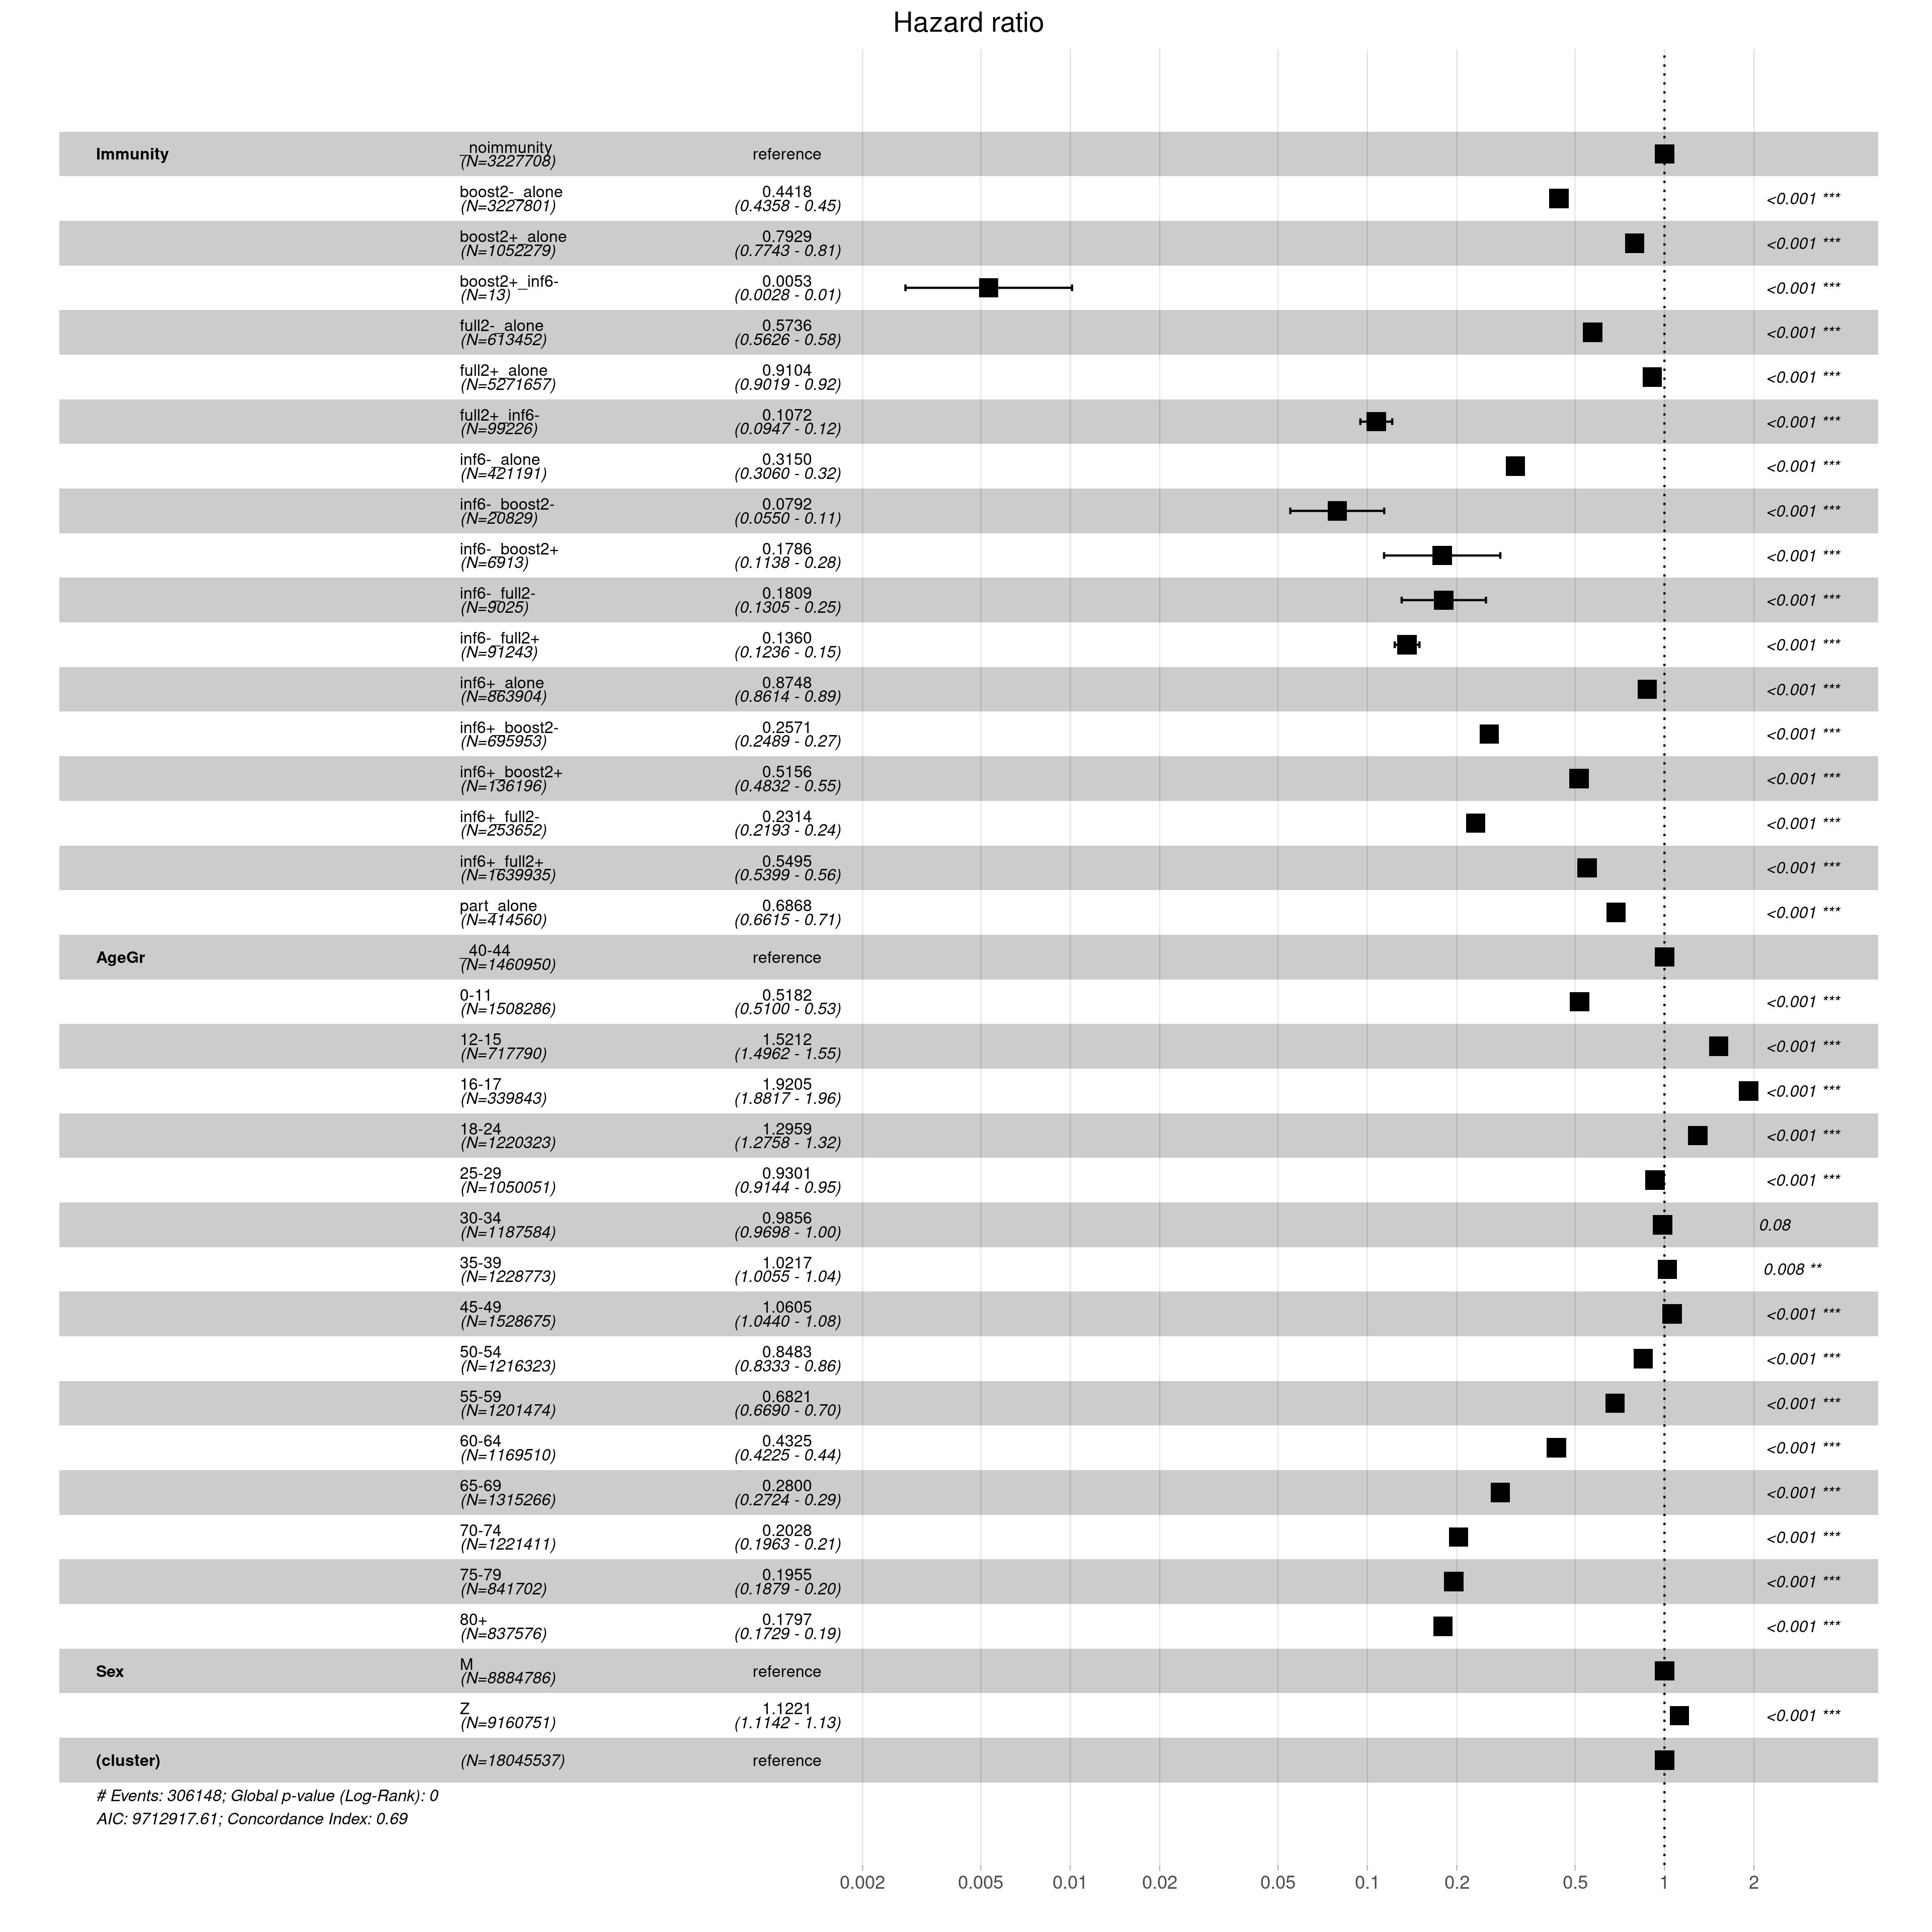 Hazard ratio
Immunity
_noimmunity
(N=3227708)
reference
boost2-_alone
(N=3227801)
0.4418
(0.4358 - 0.45)
<0.001 ***
boost2+_alone
(N=1052279)
0.7929
(0.7743 - 0.81)
<0.001 ***
boost2+_inf6-
(N=13)
0.0053
(0.0028 - 0.01)
<0.001 ***
full2-_alone
(N=613452)
0.5736
(0.5626 - 0.58)
<0.001 ***
full2+_alone
(N=5271657)
0.9104
(0.9019 - 0.92)
<0.001 ***
full2+_inf6-
(N=99226)
0.1072
(0.0947 - 0.12)
<0.001 ***
inf6-_alone
(N=421191)
0.3150
(0.3060 - 0.32)
<0.001 ***
inf6-_boost2-
(N=20829)
0.0792
(0.0550 - 0.11)
<0.001 ***
inf6-_boost2+
(N=6913)
0.1786
(0.1138 - 0.28)
<0.001 ***
inf6-_full2-
(N=9025)
0.1809
(0.1305 - 0.25)
<0.001 ***
inf6-_full2+
(N=91243)
0.1360
(0.1236 - 0.15)
<0.001 ***
inf6+_alone
(N=863904)
0.8748
(0.8614 - 0.89)
<0.001 ***
inf6+_boost2-
(N=695953)
0.2571
(0.2489 - 0.27)
<0.001 ***
inf6+_boost2+
(N=136196)
0.5156
(0.4832 - 0.55)
<0.001 ***
inf6+_full2-
(N=253652)
0.2314
(0.2193 - 0.24)
<0.001 ***
inf6+_full2+
(N=1639935)
0.5495
(0.5399 - 0.56)
<0.001 ***
part_alone
(N=414560)
0.6868
(0.6615 - 0.71)
<0.001 ***
AgeGr
_40-44
(N=1460950)
reference
0-11
(N=1508286)
0.5182
(0.5100 - 0.53)
<0.001 ***
12-15
(N=717790)
1.5212
(1.4962 - 1.55)
<0.001 ***
16-17
(N=339843)
1.9205
(1.8817 - 1.96)
<0.001 ***
18-24
(N=1220323)
1.2959
(1.2758 - 1.32)
<0.001 ***
25-29
(N=1050051)
0.9301
(0.9144 - 0.95)
<0.001 ***
30-34
(N=1187584)
0.9856
(0.9698 - 1.00)
0.08
35-39
(N=1228773)
1.0217
(1.0055 - 1.04)
0.008 **
45-49
(N=1528675)
1.0605
(1.0440 - 1.08)
<0.001 ***
50-54
(N=1216323)
0.8483
(0.8333 - 0.86)
<0.001 ***
55-59
(N=1201474)
0.6821
(0.6690 - 0.70)
<0.001 ***
60-64
(N=1169510)
0.4325
(0.4225 - 0.44)
<0.001 ***
65-69
(N=1315266)
0.2800
(0.2724 - 0.29)
<0.001 ***
70-74
(N=1221411)
0.2028
(0.1963 - 0.21)
<0.001 ***
75-79
(N=841702)
0.1955
(0.1879 - 0.20)
<0.001 ***
80+
(N=837576)
0.1797
(0.1729 - 0.19)
<0.001 ***
Sex
M
(N=8884786)
reference
Z
(N=9160751)
1.1221
(1.1142 - 1.13)
<0.001 ***
(cluster)
(N=18045537)
reference
# Events: 306148; Global p-value (Log-Rank): 0
AIC: 9712917.61; Concordance Index: 0.69
0.002 0.005 0.01 0.02 0.05 0.1 0.2 0.5 1 2